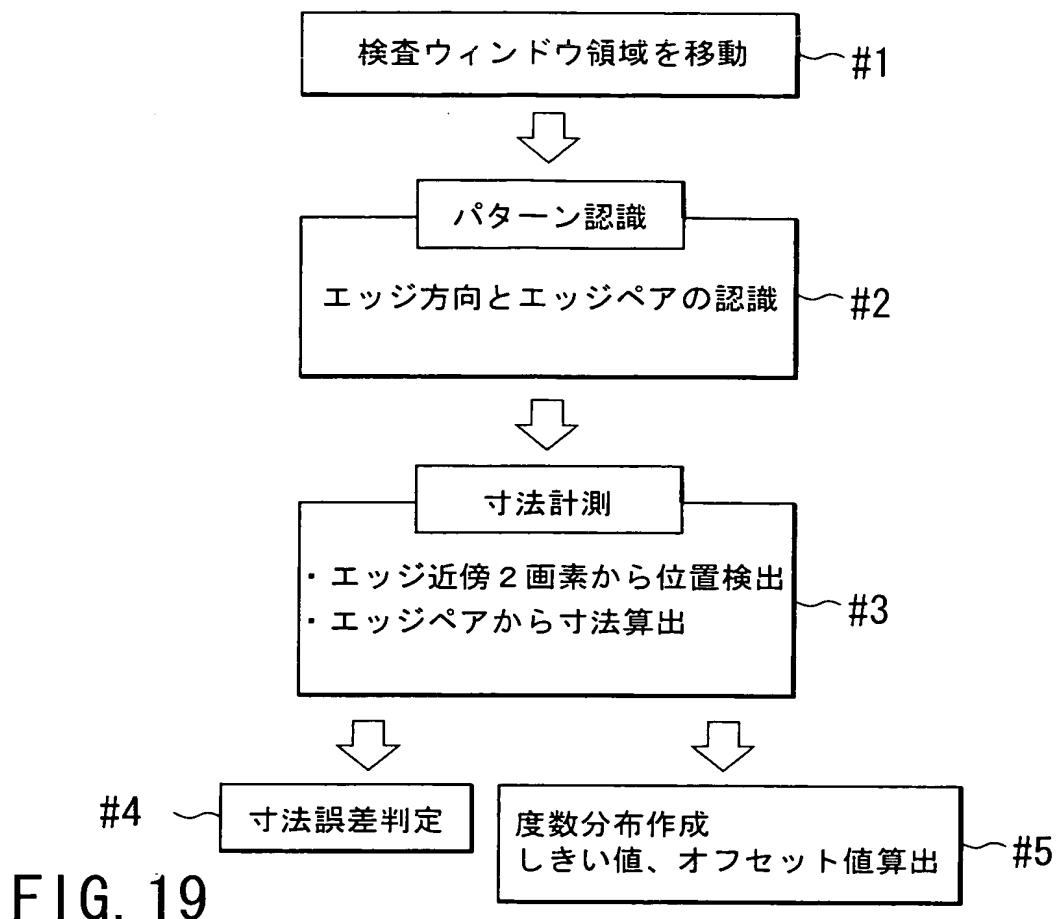 検査ウィンドウ領域を移動
#1
パターン認識
エッジ方向とエッジペアの認識
#2
寸法計測
・エッジ近傍２画素から位置検出
・エッジペアから寸法算出
#3
#4
寸法誤差判定
度数分布作成
しきい値、オフセット値算出
#5
FIG. 19